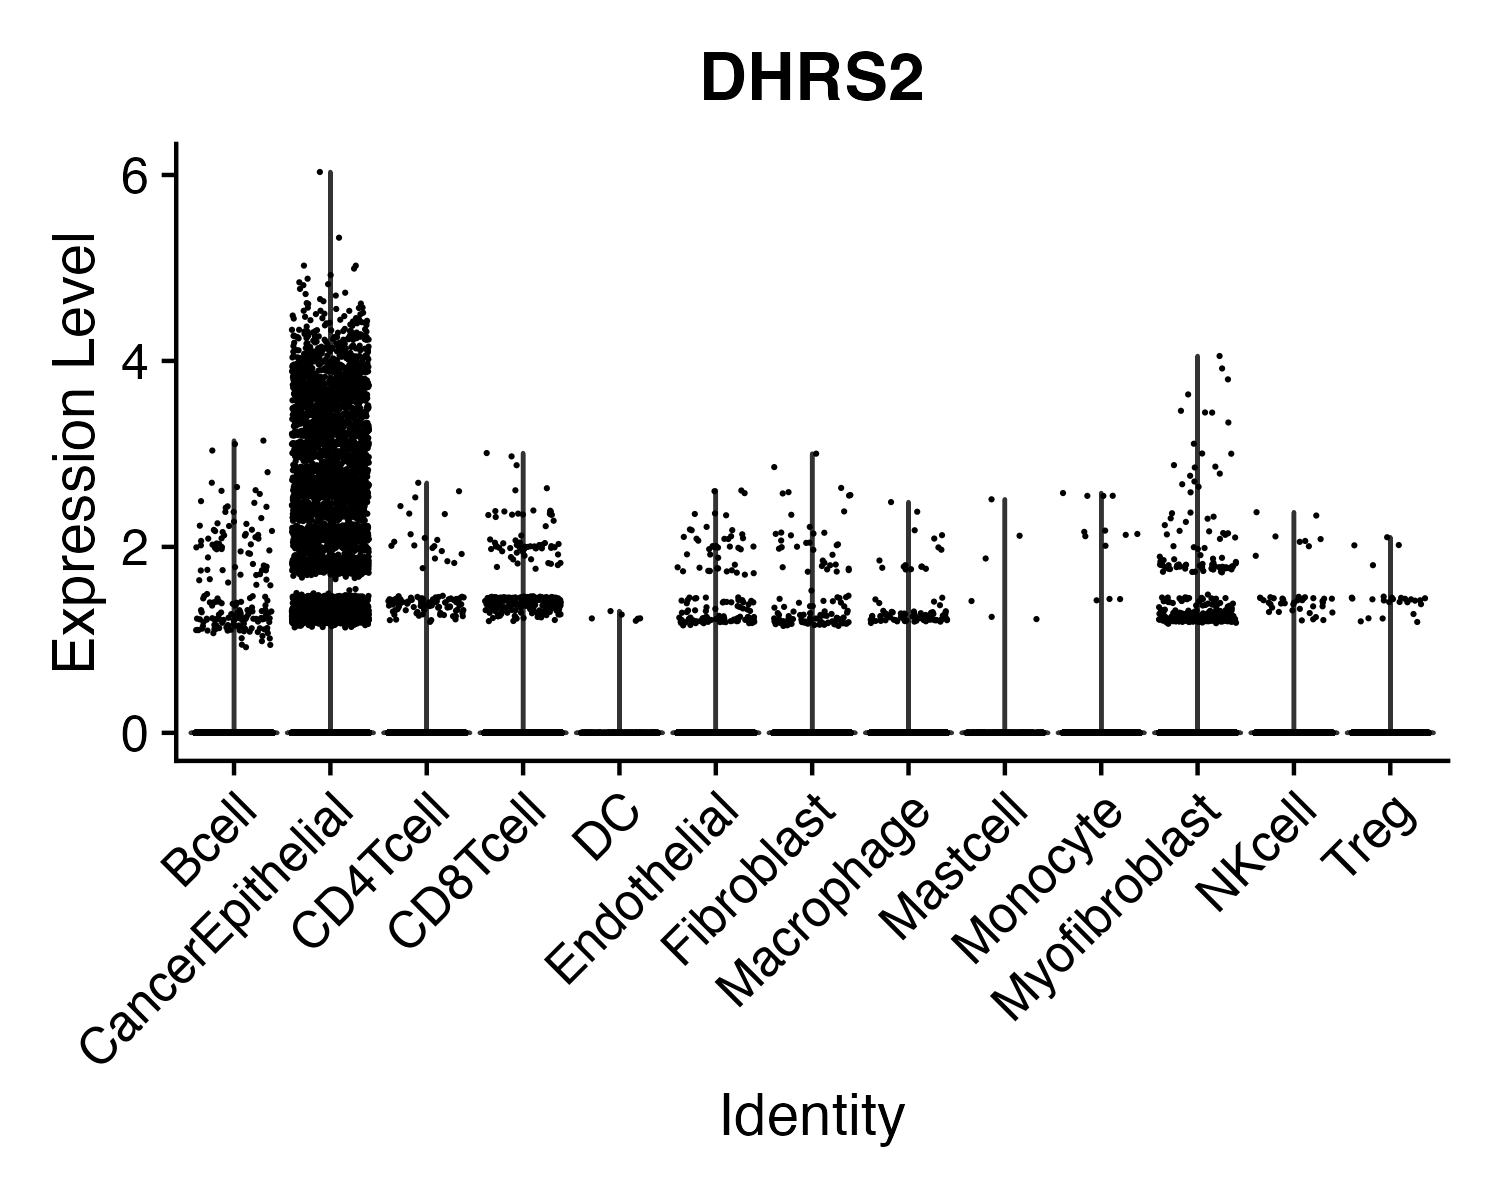 DHRS2
Expression Level
6
4
2
0
Bcell
CancerEpithelial
CD4Tcell
CD8Tcell
DC
Endothelial
Fibroblast
Macrophage
Mastcell
Monocyte
Myofibroblast
NKcell
Treg
Identity